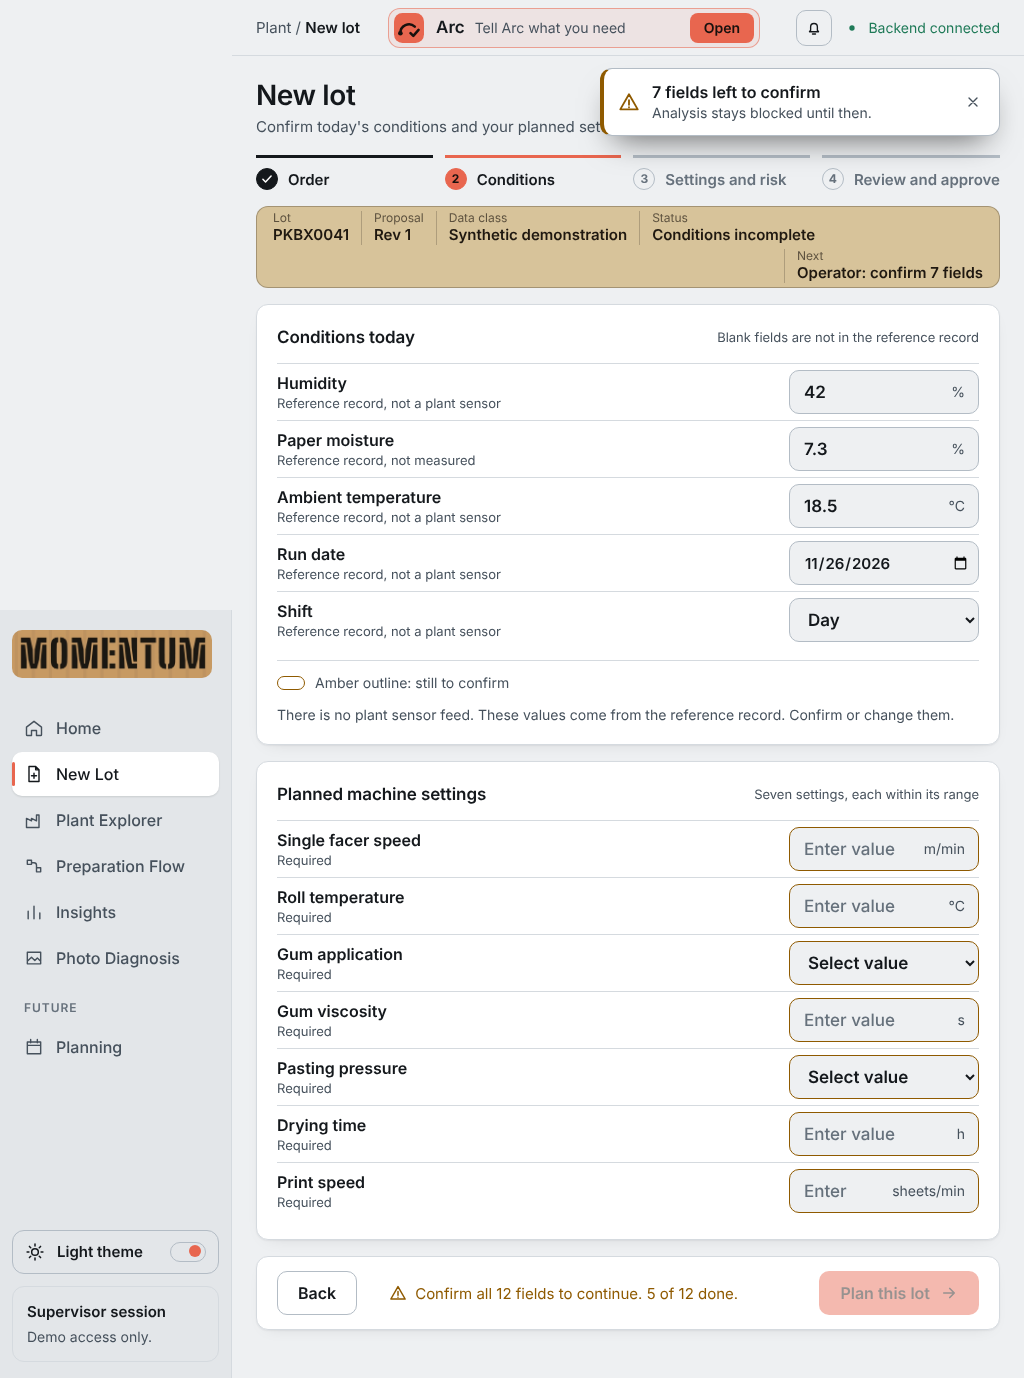 Plant / New lot
Arc Tell Arc what you need Open
Backend connected
7 fields left to confirm
Analysis stays blocked until then.
New lot
Confirm today's conditions and your planned set
Order
2 Conditions
3 Settings and risk
4 Review and approve
Lot
PKBX0041
Proposal
Rev 1
Data class
Synthetic demonstration
Status
Conditions incomplete
Next
Operator: confirm 7 fields
Conditions today
Blank fields are not in the reference record
Humidity
Reference record, not a plant sensor
42 %
Paper moisture
Reference record, not measured
7.3 %
Ambient temperature
Reference record, not a plant sensor
18.5 °C
Run date
Reference record, not a plant sensor
11/26/2026
Shift
Reference record, not a plant sensor
Day
Amber outline: still to confirm
There is no plant sensor feed. These values come from the reference record. Confirm or change them.
Planned machine settings
Seven settings, each within its range
Single facer speed
Required
Enter value m/min
Roll temperature
Required
Enter value °C
Gum application
Required
Select value
Gum viscosity
Required
Enter value s
Pasting pressure
Required
Select value
Drying time
Required
Enter value h
Print speed
Required
Enter sheets/min
Back
Confirm all 12 fields to continue. 5 of 12 done.
Plan this lot
MOMENTUM
Home
New Lot
Plant Explorer
Preparation Flow
Insights
Photo Diagnosis
FUTURE
Planning
Light theme
Supervisor session
Demo access only.